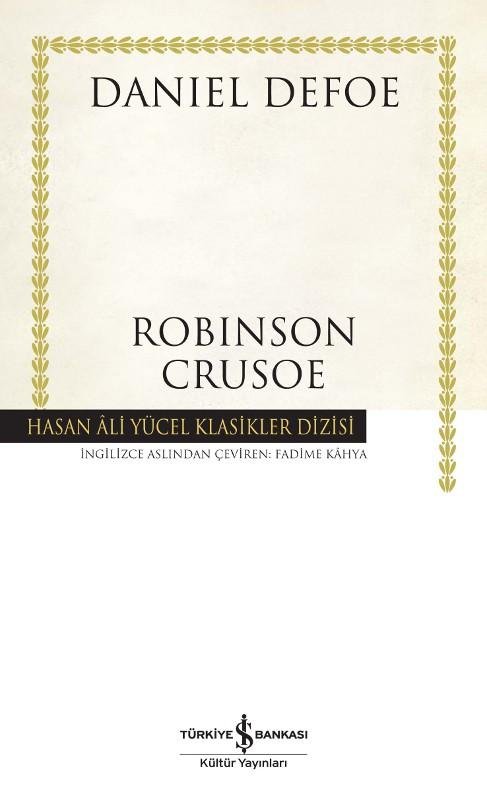 DANIEL DEFOE
ROBINSON
CRUSOE
HASAN ÂLİ YÜCEL KLASİKLER DİZİSİ
İNGİLİZCE ASLINDAN ÇEVİREN: FADİME KÂHYA
TÜRKİYE İŞ BANKASI
Kültür Yayınları